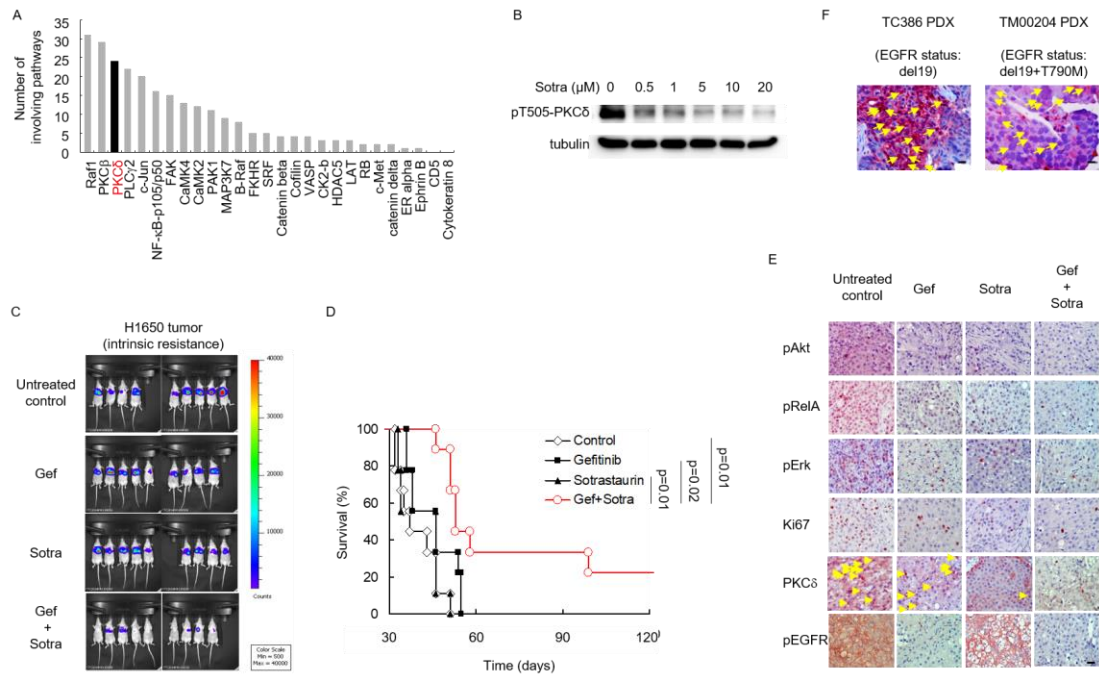 A
35
30
25
20
15
10
5
0
Number of
involving pathways
Raf1
PKCβ
PKCδ
PLCγ2
c-Jun
NF-κB-p105/p50
FAK
CaMK4
CaMK2
PAK1
MAP3K7
B-Raf
FKHR
SRF
Catenin beta
Cofilin
VASP
CK2-b
HDAC5
LAT
RB
c-Met
catenin delta
ER alpha
Ephrin B
CD5
Cytokeratin 8
B
Sotra (μM) 0 0.5 1 5 10 20
pT505-PKCδ
tubulin
F
TC386 PDX
(EGFR status:
del19)
TM00204 PDX
(EGFR status:
del19+T790M)
C
H1650 tumor
(intrinsic resistance)
Untreated
control
Gef
Sotra
Gef
+
Sotra
40000
30000
20000
10000
Counts
Color Scale
Min = 500
Max = 40000
D
100
80
60
40
20
0
Survival (%)
30 60 90 120
Time (days)
Control
Gefitinib
Sotrastaurin
Gef+Sotra
p=0.01
p=0.02
p=0.01
E
Untreated
control
Gef
Sotra
Gef
+
Sotra
pAkt
pRelA
pErk
Ki67
PKCδ
pEGFR